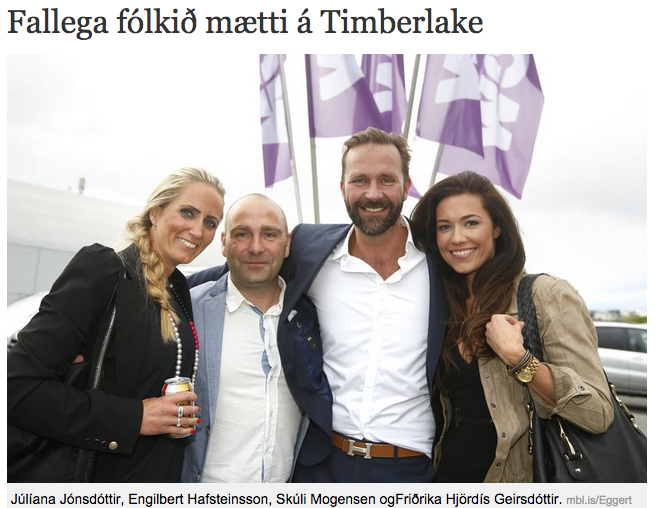 Fallega fólkið mætti á Timberlake
Júlíana Jónsdóttir, Engilbert Hafsteinsson, Skúli Mogensen ogFriðrika Hjördís Geirsdóttir. mbl.is/Eggert